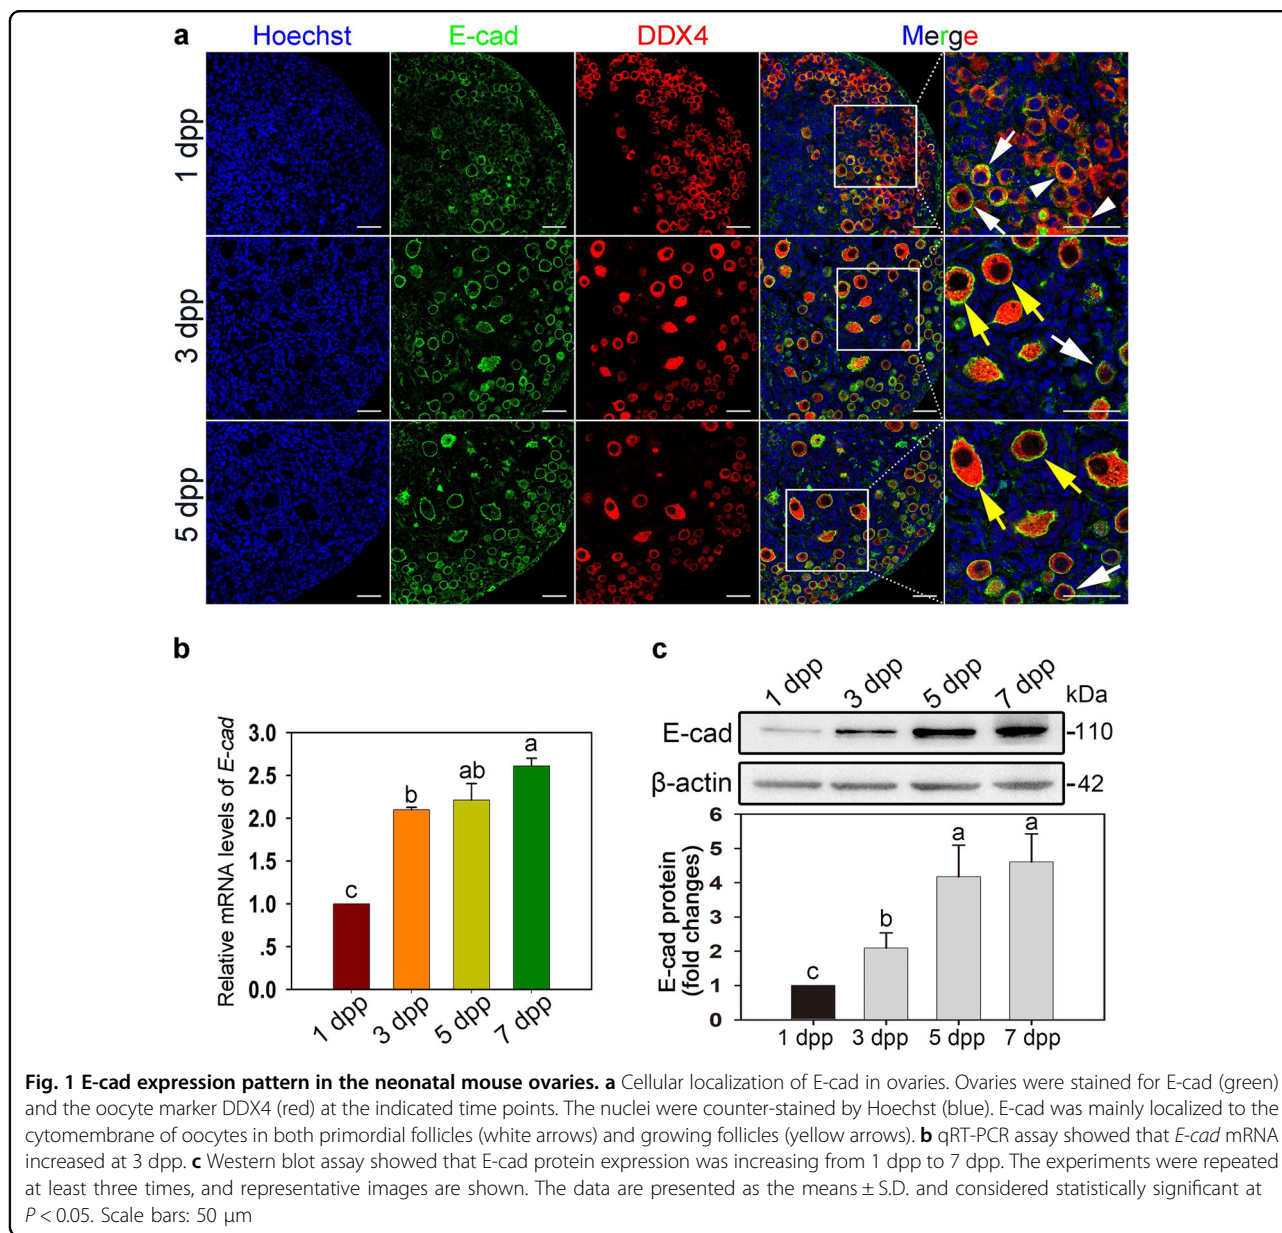 a
Hoechst E-cad DDX4 Merge
1 dpp
3 dpp
5 dpp
b
Relative mRNA levels of E-cad
3.0
2.5
2.0
1.5
1.0
.5
0.0
c
b
ab
a
1 dpp 3 dpp 5 dpp 7 dpp
c
1 dpp 3 dpp 5 dpp 7 dpp kDa
E-cad -110
β-actin -42
E-cad protein
(fold changes)
6
5
4
3
2
1
0
c
b
a
a
1 dpp 3 dpp 5 dpp 7 dpp
Fig. 1 E-cad expression pattern in the neonatal mouse ovaries. a Cellular localization of E-cad in ovaries. Ovaries were stained for E-cad (green)
and the oocyte marker DDX4 (red) at the indicated time points. The nuclei were counter-stained by Hoechst (blue). E-cad was mainly localized to the
cytomembrane of oocytes in both primordial follicles (white arrows) and growing follicles (yellow arrows). b qRT-PCR assay showed that E-cad mRNA
increased at 3 dpp. c Western blot assay showed that E-cad protein expression was increasing from 1 dpp to 7 dpp. The experiments were repeated
at least three times, and representative images are shown. The data are presented as the means ± S.D. and considered statistically significant at
P < 0.05. Scale bars: 50 μm